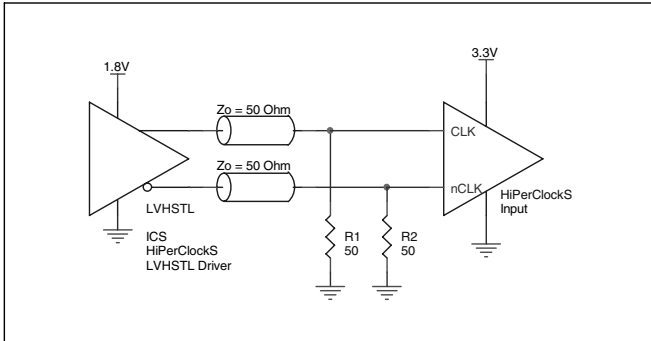 1.8V
3.3V
Zo = 50 Ohm
CLK
Zo = 50 Ohm
nCLK
HiPerClockS
Input
LVHSTL
ICS
HiPerClockS
LVHSTL Driver
R1
50
R2
50